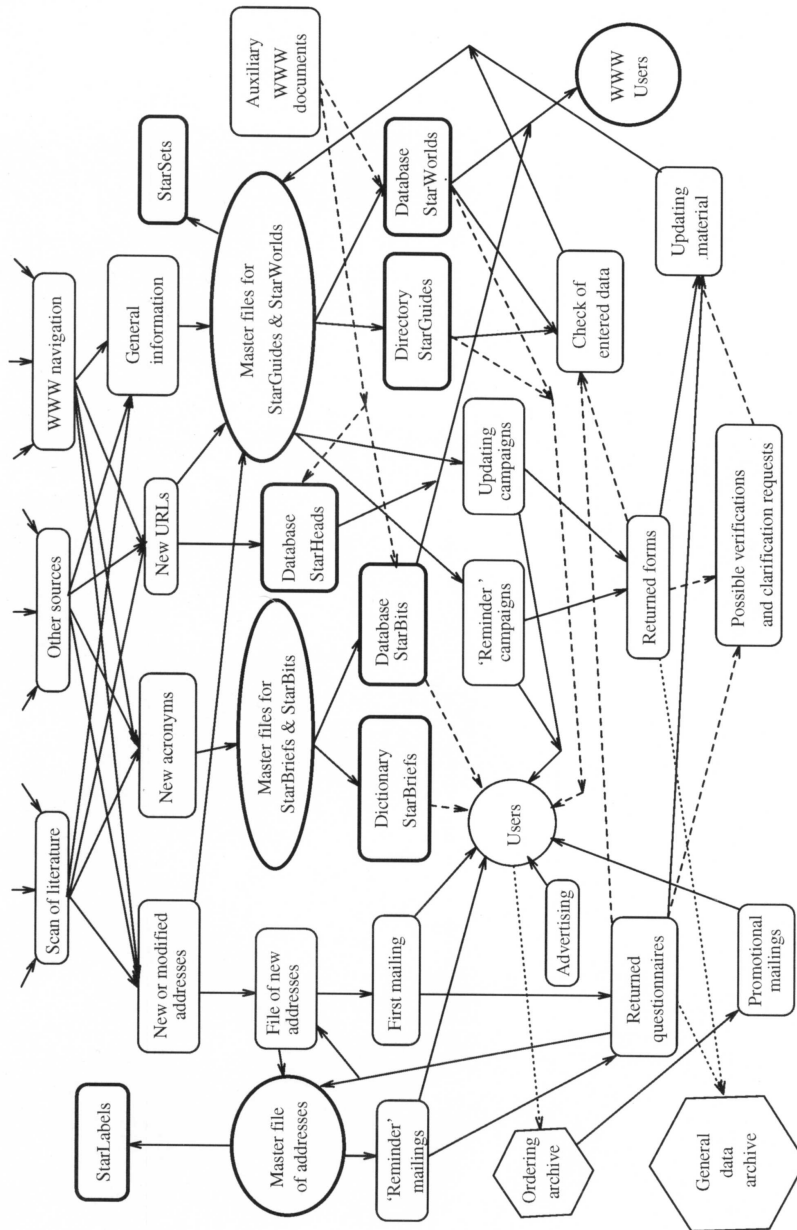 Scan of literature
Other sources
WWW navigation
New or modified
addresses
New acronyms
New URLs
General
information
StarSets
StarLabels
File of new
addresses
Master file
of addresses
Master files for
StarBriefs & StarBits
Database
StarHeads
Master files for
StarGuides & StarWorlds
Auxiliary
WWW
documents
'Reminder'
mailings
First mailing
Dictionary
StarBriefs
Database
StarBits
Directory
StarGuides
Database
StarWorlds
Users
'Reminder'
campaigns
Updating
campaigns
Ordering
archive
Advertising
Check of
entered data
WWW
Users
Returned
questionnaires
Returned forms
Updating
material
General
data
archive
Promotional
mailings
Possible verifications
and clarification requests